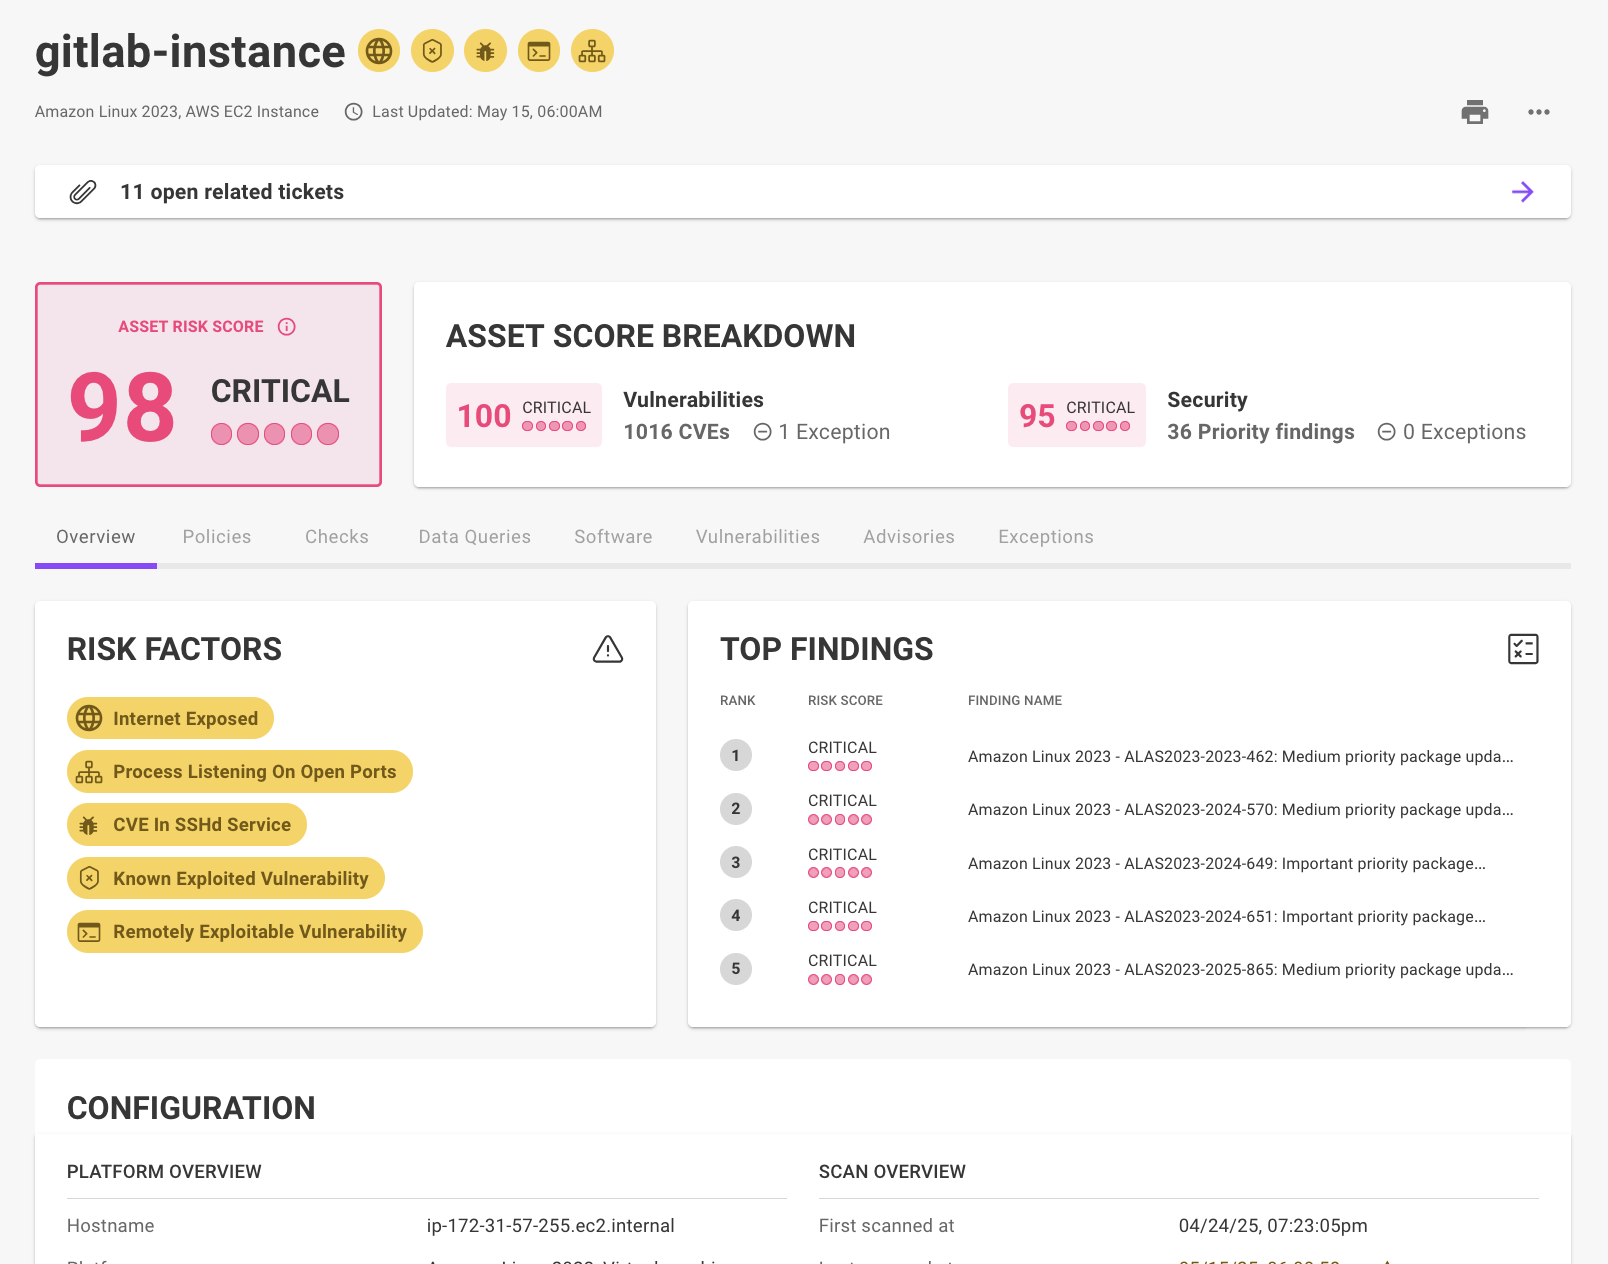 gitlab-instance
Amazon Linux 2023, AWS EC2 Instance Last Updated: May 15, 06:00AM
11 open related tickets
ASSET RISK SCORE
98 CRITICAL
ASSET SCORE BREAKDOWN
100 CRITICAL
Vulnerabilities
1016 CVEs 1 Exception
95 CRITICAL
Security
36 Priority findings 0 Exceptions
Overview Policies Checks Data Queries Software Vulnerabilities Advisories Exceptions
RISK FACTORS
Internet Exposed
Process Listening On Open Ports
CVE In SSHd Service
Known Exploited Vulnerability
Remotely Exploitable Vulnerability
TOP FINDINGS
RANK RISK SCORE FINDING NAME
1 CRITICAL Amazon Linux 2023 - ALAS2023-2023-462: Medium priority package upda...
2 CRITICAL Amazon Linux 2023 - ALAS2023-2024-570: Medium priority package upda...
3 CRITICAL Amazon Linux 2023 - ALAS2023-2024-649: Important priority package...
4 CRITICAL Amazon Linux 2023 - ALAS2023-2024-651: Important priority package...
5 CRITICAL Amazon Linux 2023 - ALAS2023-2025-865: Medium priority package upda...
CONFIGURATION
PLATFORM OVERVIEW
Hostname ip-172-31-57-255.ec2.internal
SCAN OVERVIEW
First scanned at 04/24/25, 07:23:05pm